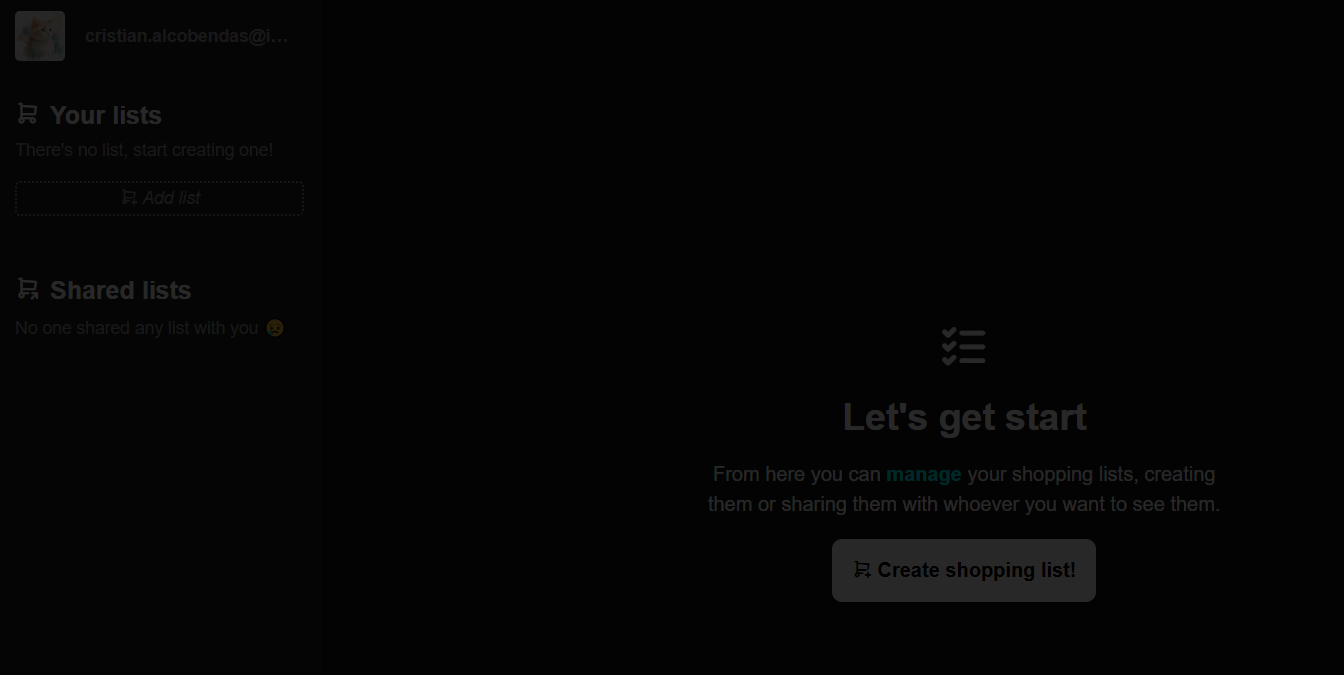 cristian.alcobendas@i...
Your lists
There's no list, start creating one!
Add list
Shared lists
No one shared any list with you 😢
Let's get start
From here you can manage your shopping lists, creating
them or sharing them with whoever you want to see them.
Create shopping list!